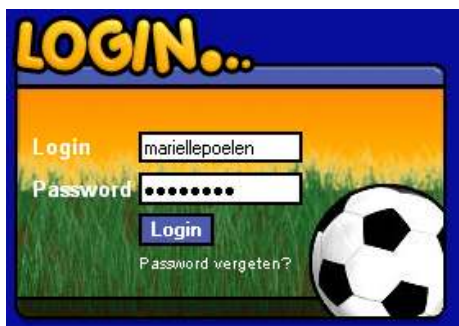 LOGIN...
Login mariellepoelen
Password ●●●●●●●●
Login
Password vergeten?